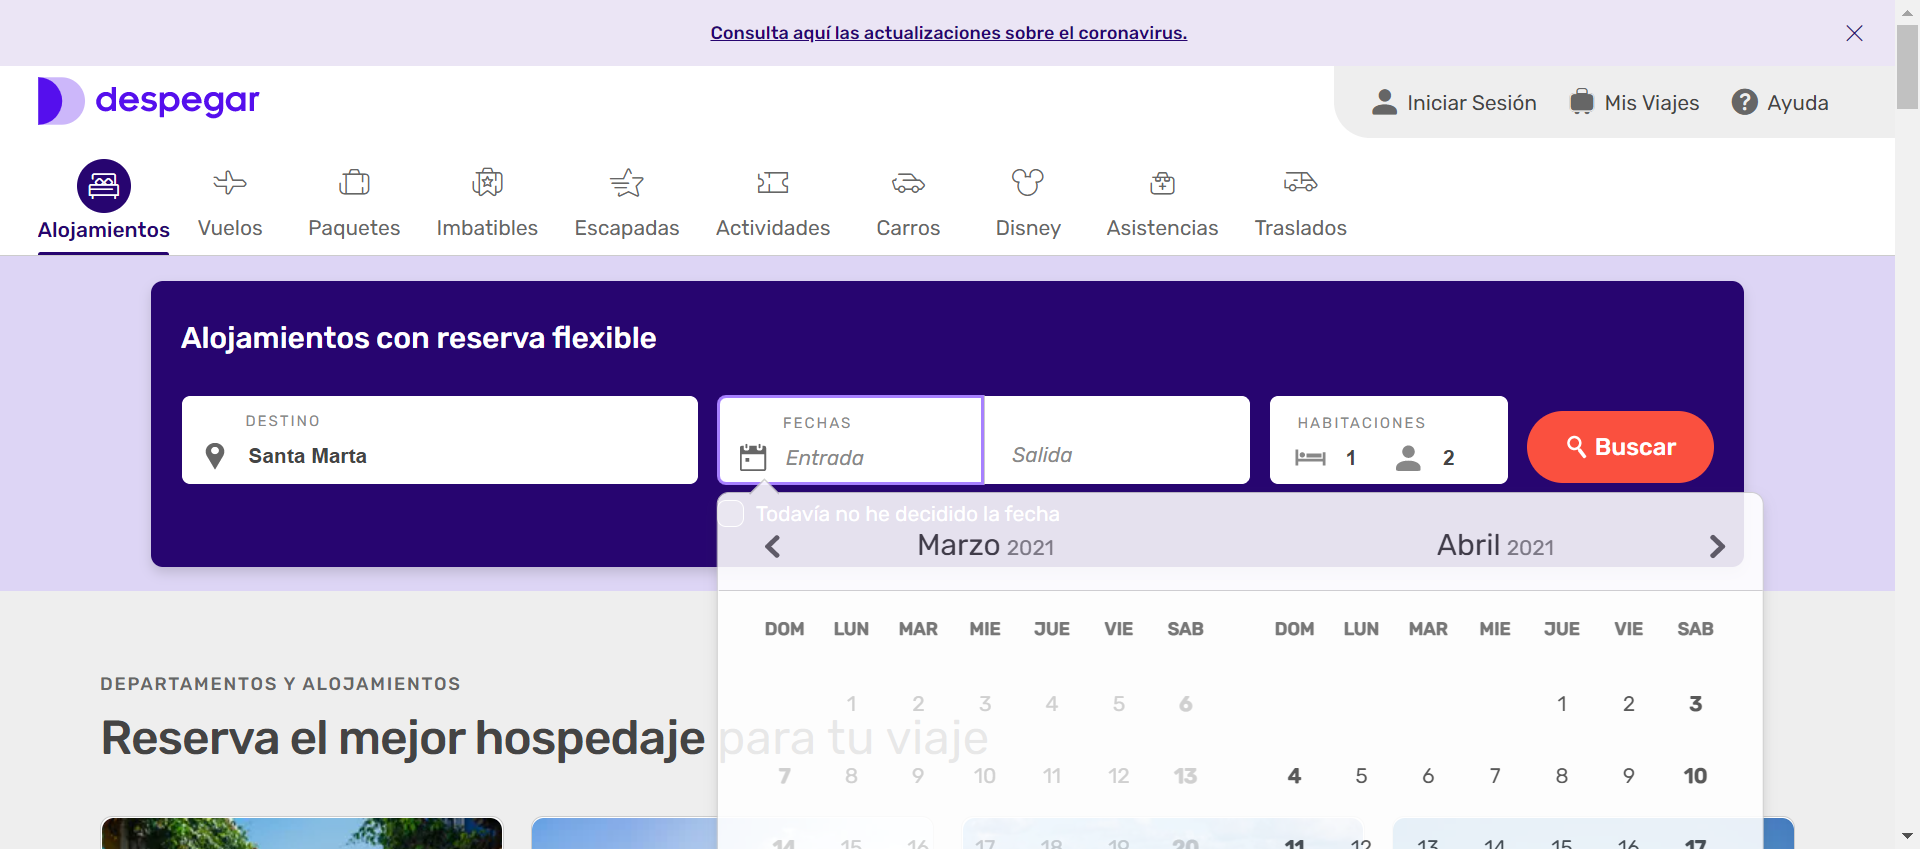 Consulta aquí las actualizaciones sobre el coronavirus.
despegar
Iniciar Sesión Mis Viajes Ayuda
Alojamientos Vuelos Paquetes Imbatibles Escapadas Actividades Carros Disney Asistencias Traslados
Alojamientos con reserva flexible
DESTINO
Santa Marta
FECHAS
Entrada Salida
HABITACIONES
1 2
Buscar
Todavía no he decidido la fecha
Marzo 2021 Abril 2021
DOM LUN MAR MIE JUE VIE SAB DOM LUN MAR MIE JUE VIE SAB
1 2 3 4 5 6 1 2 3
7 8 9 10 11 12 13 4 5 6 7 8 9 10
14 15 16 17 18 19 20 11 12 13 14 15 16 17
DEPARTAMENTOS Y ALOJAMIENTOS
Reserva el mejor hospedaje para tu viaje